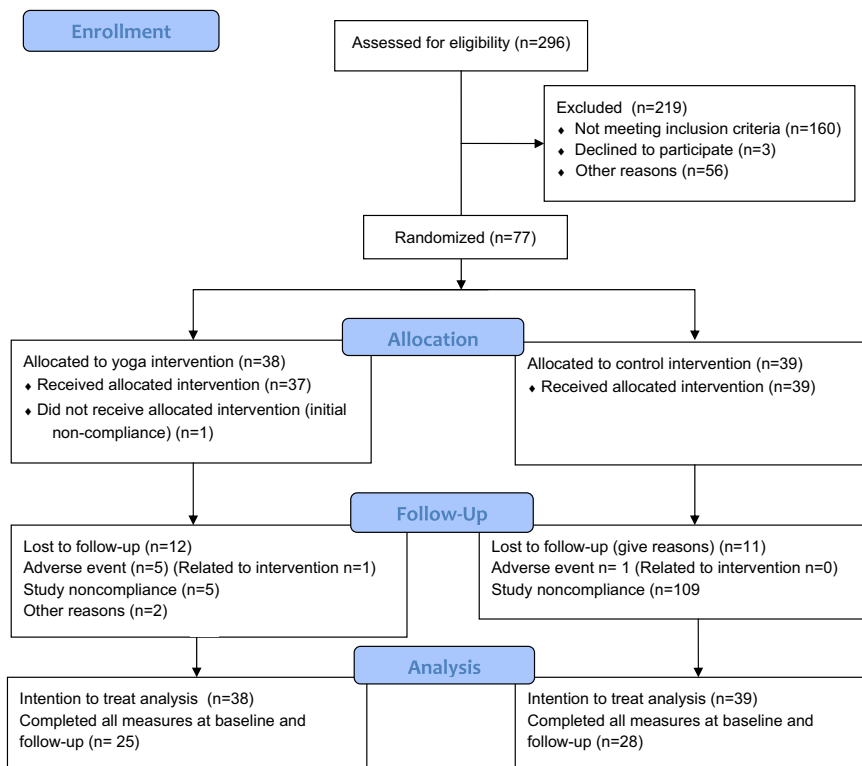 Enrollment
Assessed for eligibility (n=296)
Excluded (n=219)
♦ Not meeting inclusion criteria (n=160)
♦ Declined to participate (n=3)
♦ Other reasons (n=56)
Randomized (n=77)
Allocation
Allocated to yoga intervention (n=38)
♦ Received allocated intervention (n=37)
♦ Did not receive allocated intervention (initial
non-compliance) (n=1)
Allocated to control intervention (n=39)
♦ Received allocated intervention (n=39)
Follow-Up
Lost to follow-up (n=12)
Adverse event (n=5) (Related to intervention n=1)
Study noncompliance (n=5)
Other reasons (n=2)
Lost to follow-up (give reasons) (n=11)
Adverse event n= 1 (Related to intervention n=0)
Study noncompliance (n=109
Analysis
Intention to treat analysis (n=38)
Completed all measures at baseline and
follow-up (n= 25)
Intention to treat analysis (n=39)
Completed all measures at baseline and
follow-up (n=28)